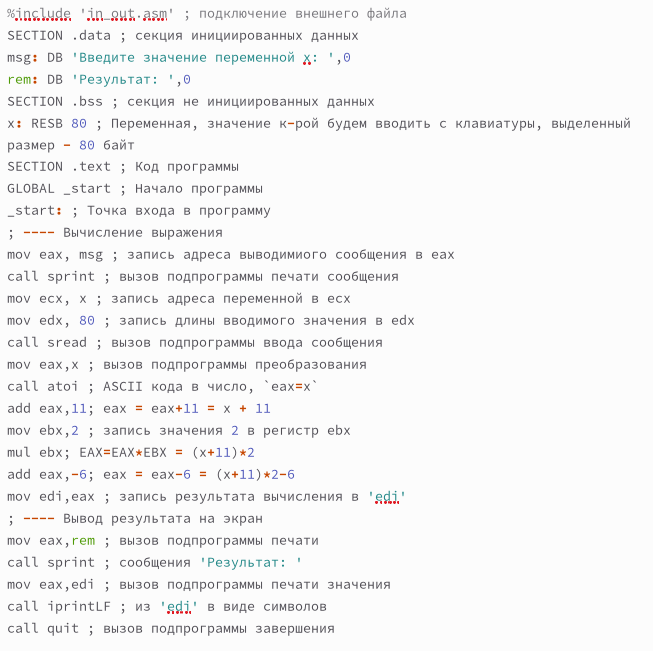 %include 'in_out.asm' ; подключение внешнего файла
SECTION .data ; секция инициированных данных
msg: DB 'Введите значение переменной x: ',0
rem: DB 'Результат: ',0
SECTION .bss ; секция не инициированных данных
x: RESB 80 ; Переменная, значение к-рой будем вводить с клавиатуры, выделенный
размер - 80 байт
SECTION .text ; Код программы
GLOBAL _start ; Начало программы
_start: ; Точка входа в программу
; ---- Вычисление выражения
mov eax, msg ; запись адреса выводимиого сообщения в eax
call sprint ; вызов подпрограммы печати сообщения
mov ecx, x ; запись адреса переменной в ecx
mov edx, 80 ; запись длины вводимого значения в edx
call sread ; вызов подпрограммы ввода сообщения
mov eax,x ; вызов подпрограммы преобразования
call atoi ; ASCII кода в число, `eax=x`
add eax,11; eax = eax+11 = x + 11
mov ebx,2 ; запись значения 2 в регистр ebx
mul ebx; EAX=EAX*EBX = (x+11)*2
add eax,-6; eax = eax-6 = (x+11)*2-6
mov edi,eax ; запись результата вычисления в 'edi'
; ---- Вывод результата на экран
mov eax,rem ; вызов подпрограммы печати
call sprint ; сообщения 'Результат: '
mov eax,edi ; вызов подпрограммы печати значения
call iprintLF ; из 'edi' в виде символов
call quit ; вызов подпрограммы завершения